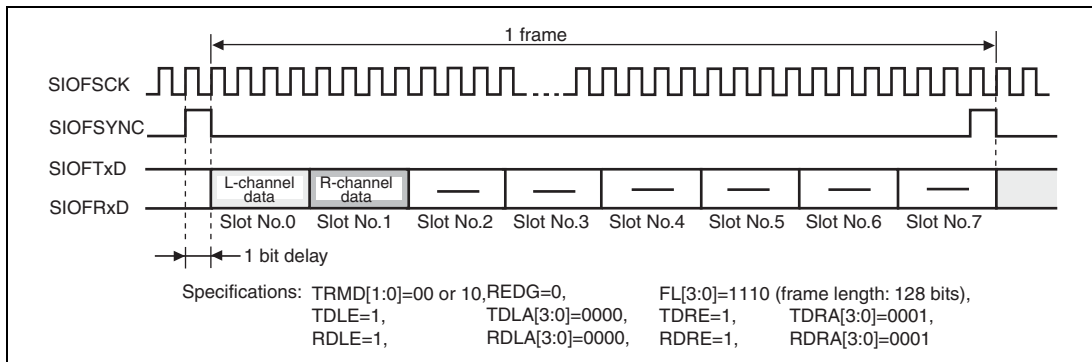 1 frame
SIOFSCK
SIOFSYNC
SIOFTxD
SIOFRxD
L-channel data
R-channel data
Slot No.0 Slot No.1 Slot No.2 Slot No.3 Slot No.4 Slot No.5 Slot No.6 Slot No.7
1 bit delay
Specifications: TRMD[1:0]=00 or 10, REDG=0, FL[3:0]=1110 (frame length: 128 bits),
TDLE=1, TDLA[3:0]=0000, TDRE=1, TDRA[3:0]=0001,
RDLE=1, RDLA[3:0]=0000, RDRE=1, RDRA[3:0]=0001